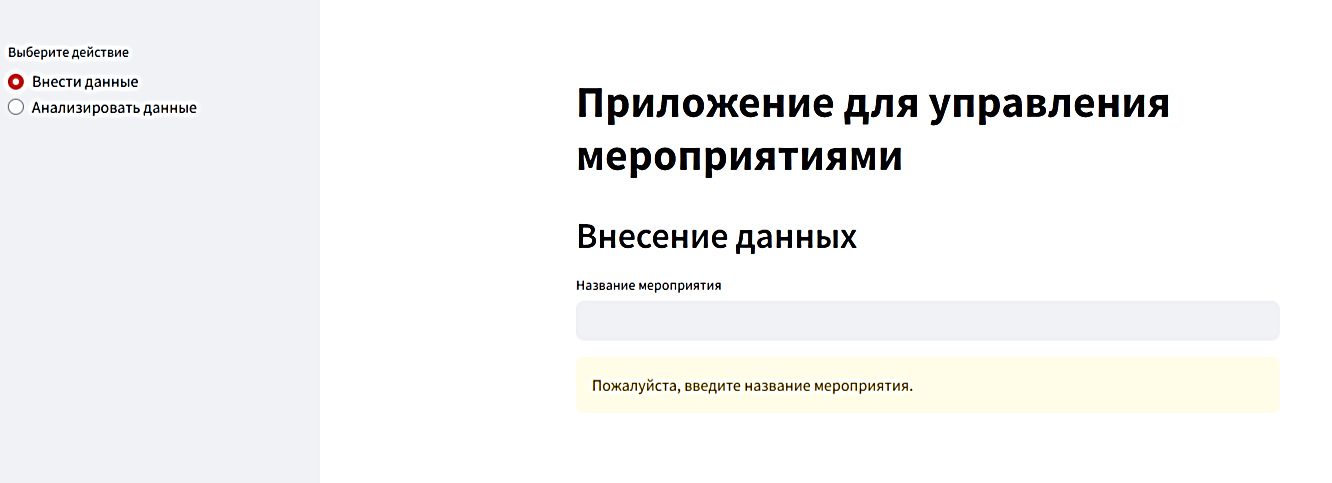 Выберите действие
Внести данные
Анализировать данные
Приложение для управления
мероприятиями
Внесение данных
Название мероприятия
Пожалуйста, введите название мероприятия.